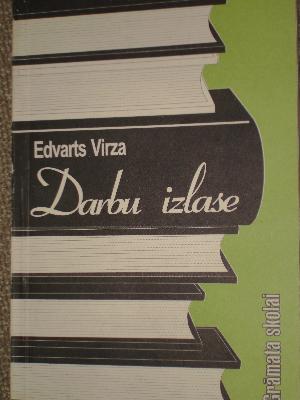 Edvarts Virza
Darbu izlase
Grāmata skolai